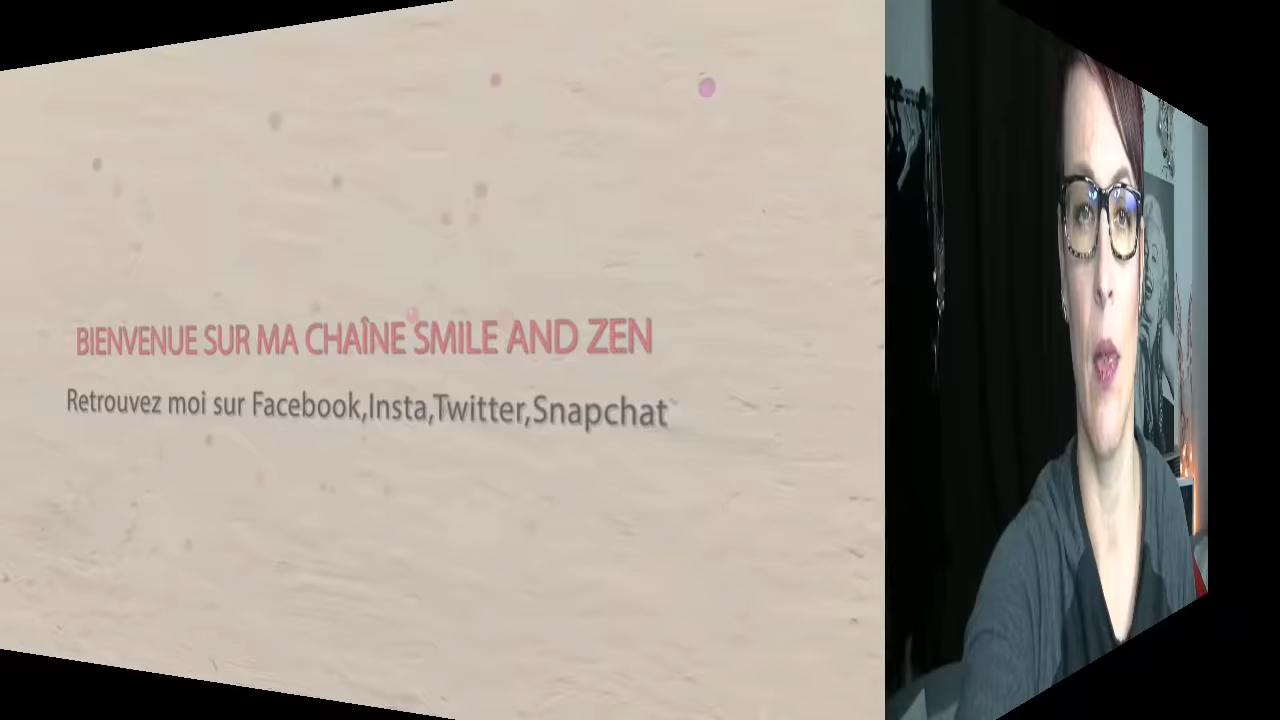 BIENVENUE SUR MA CHAÎNE SMILE AND ZEN
Retrouvez moi sur Facebook,Insta,Twitter,Snapchat